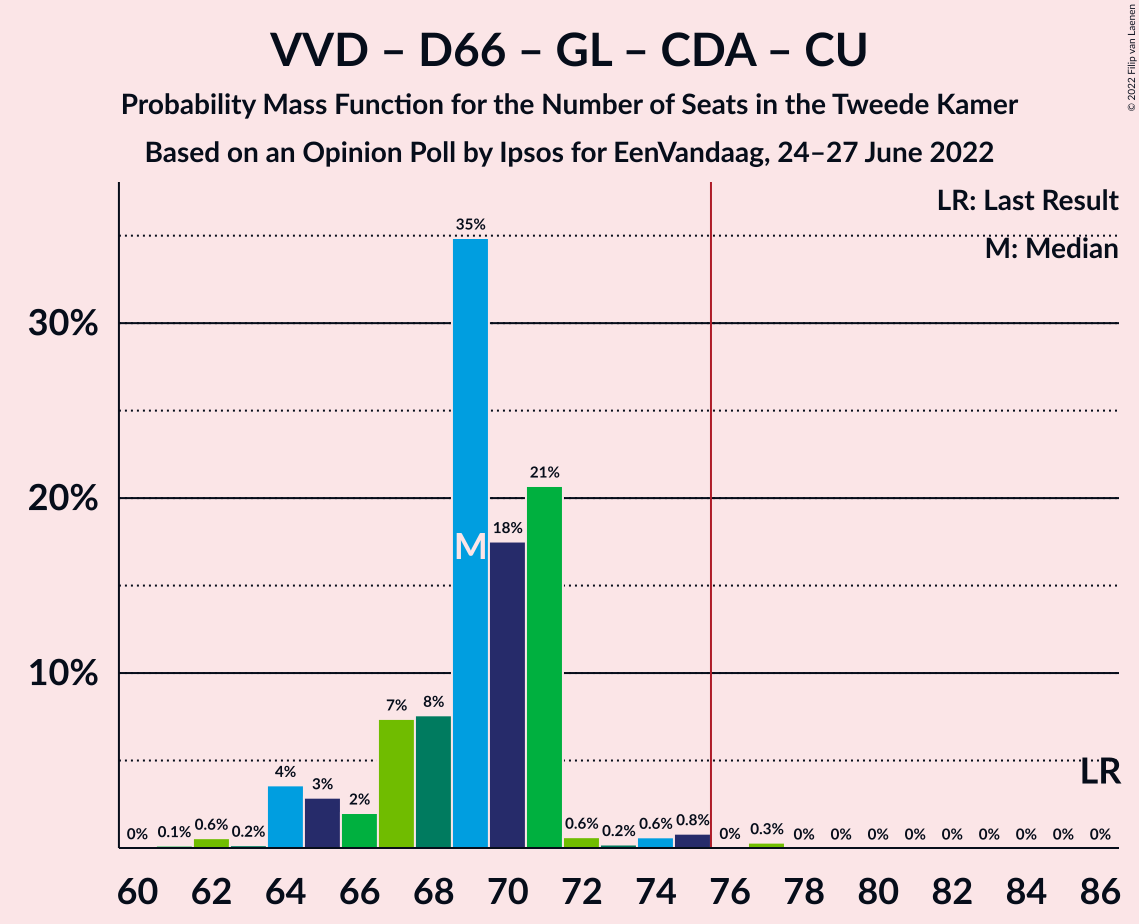 VVD – D66 – GL – CDA – CU
Probability Mass Function for the Number of Seats in the Tweede Kamer
Based on an Opinion Poll by Ipsos for EenVandaag, 24–27 June 2022
© 2022 Filip van Laenen
LR: Last Result
M: Median
35%
30%
21%
20%
18%
M
10%
7% 8%
4% 3% 2%
LR
0% 0.1% 0.6% 0.2% 0.6% 0.2% 0.6% 0.8% 0% 0.3% 0% 0% 0% 0% 0% 0% 0% 0% 0%
60 62 64 66 68 70 72 74 76 78 80 82 84 86